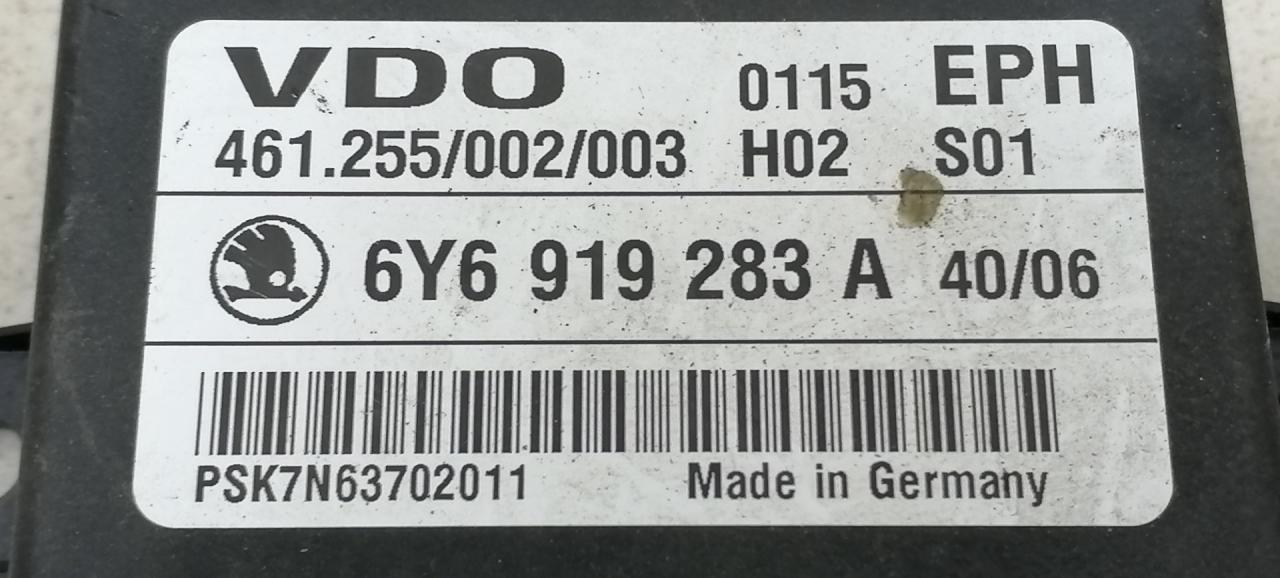 VDO 0115 EPH
461.255/002/003 H02 S01
6Y6 919 283 A 40/06
PSK7N63702011 Made in Germany